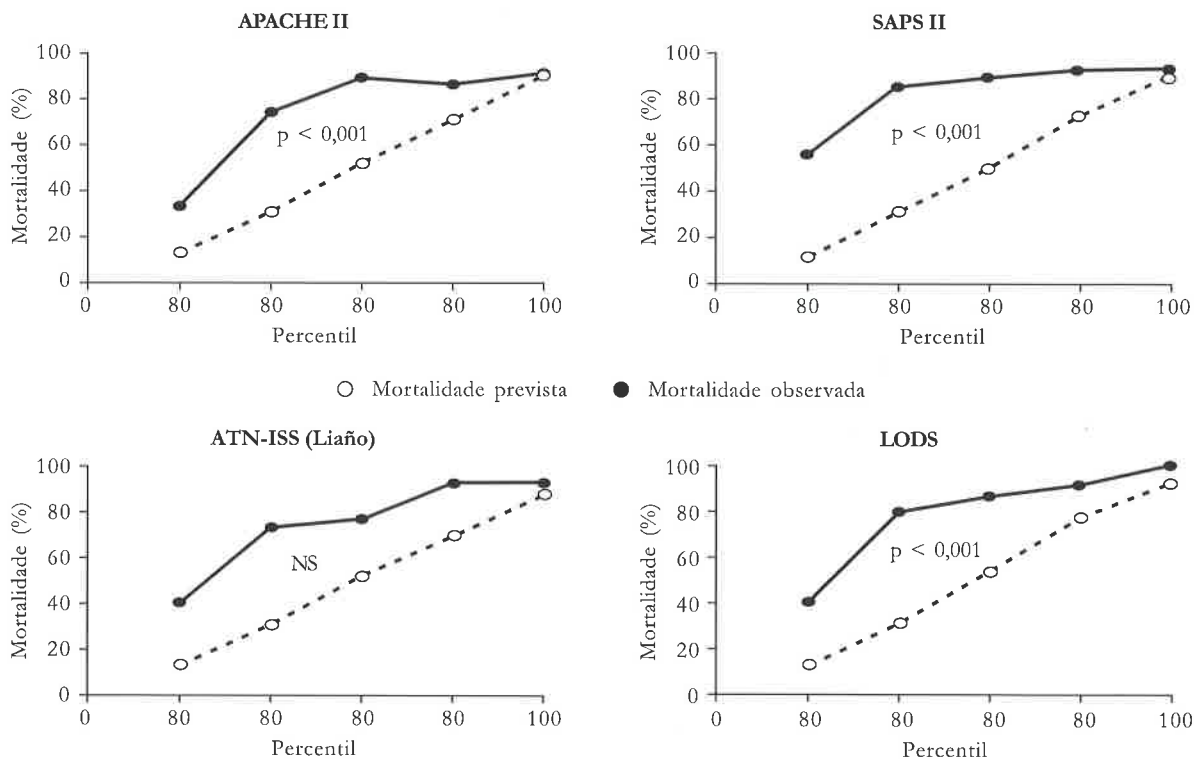 APACHE II
100
80
60
40
20
0
Mortalidade (%)
p < 0,001
0 80 80 80 80 100
Percentil
SAPS II
100
80
60
40
20
0
Mortalidade (%)
p < 0,001
0 80 80 80 80 100
Percentil
Mortalidade prevista Mortalidade observada
ATN-ISS (Liaño)
100
80
60
40
20
0
Mortalidade (%)
NS
0 80 80 80 80 100
Percentil
LODS
100
80
60
40
20
0
Mortalidade (%)
p < 0,001
0 80 80 80 80 100
Percentil